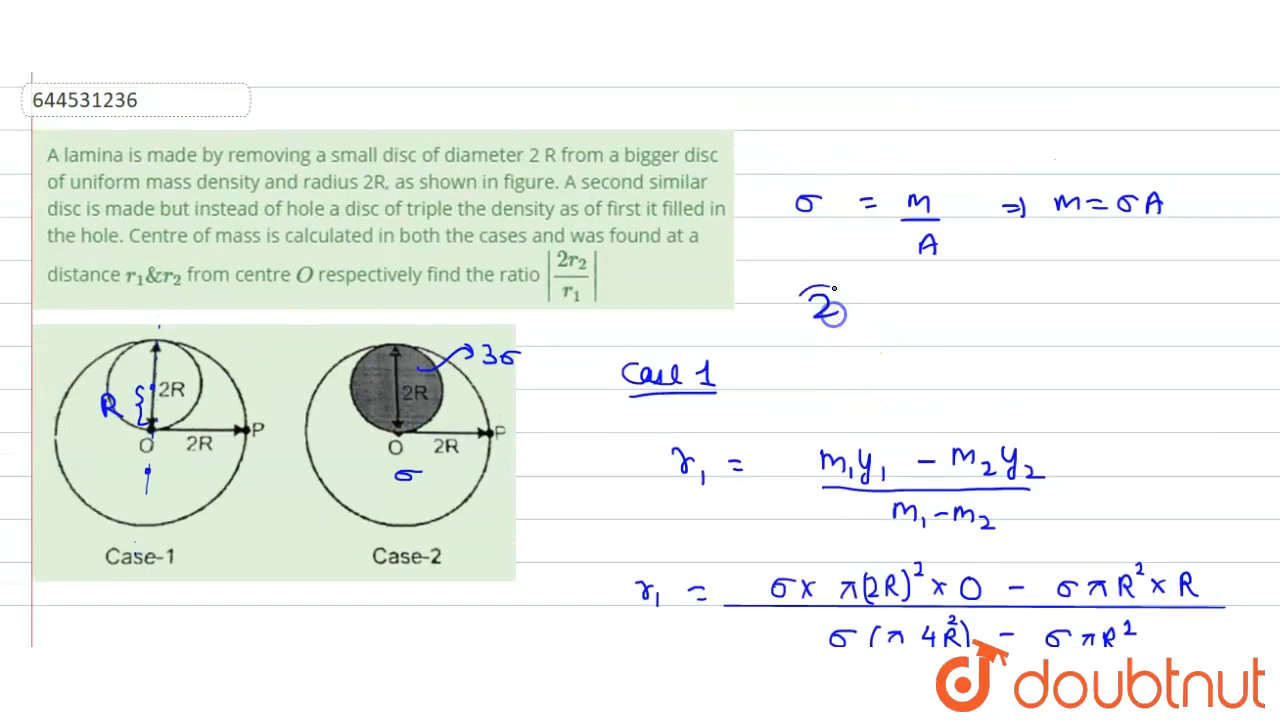 644531236
A lamina is made by removing a small disc of diameter 2 R from a bigger disc
of uniform mass density and radius 2R, as shown in figure. A second similar
disc is made but instead of hole a disc of triple the density as of first it filled in
the hole. Centre of mass is calculated in both the cases and was found at a
distance r₁&r₂ from centre O respectively find the ratio |2r₂/r₁|
σ = m/A ⇒ m = σA
2
Case 1
r₁ = (m₁y₁ - m₂y₂)/(m₁ - m₂)
r₁ = (σ × π(2R)² × 0 - σπR² × R)/(σ(π4R²) - σπR²)
R 2R
O 2R P
Case-1
3σ
2R
O 2R P
σ
Case-2
doubtnut